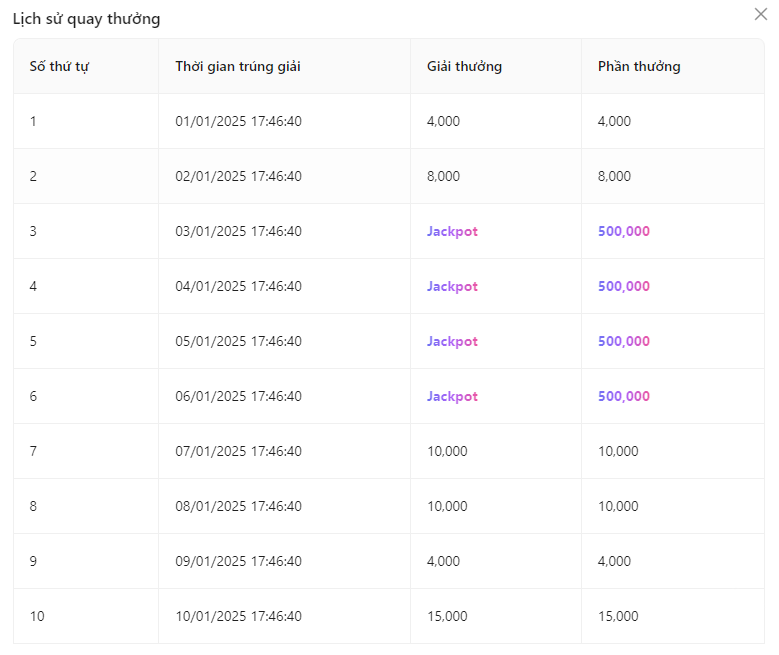 Lịch sử quay thưởng
Số thứ tự Thời gian trúng giải Giải thưởng Phần thưởng
1 01/01/2025 17:46:40 4,000 4,000
2 02/01/2025 17:46:40 8,000 8,000
3 03/01/2025 17:46:40 Jackpot 500,000
4 04/01/2025 17:46:40 Jackpot 500,000
5 05/01/2025 17:46:40 Jackpot 500,000
6 06/01/2025 17:46:40 Jackpot 500,000
7 07/01/2025 17:46:40 10,000 10,000
8 08/01/2025 17:46:40 10,000 10,000
9 09/01/2025 17:46:40 4,000 4,000
10 10/01/2025 17:46:40 15,000 15,000